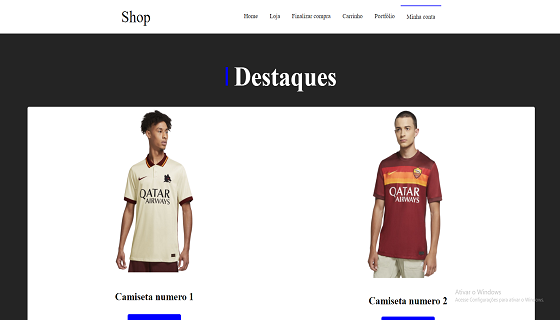 Shop
Home Loja Finalizar compra Carrinho Portfólio Minha conta
Destaques
QATAR
AIRWAYS
QATAR
AIRWAYS
Camiseta numero 1
Camiseta numero 2
Ativar o Windows
Acesse Configurações para ativar o Windows.